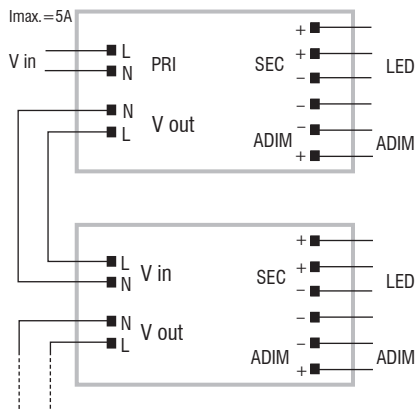 Imax.=5A
V in
L
N
PRI
N
L
V out
SEC
+
+
−
−
−
+
ADIM
LED
ADIM
L
N
V in
N
L
V out
SEC
+
+
−
−
−
+
ADIM
LED
ADIM